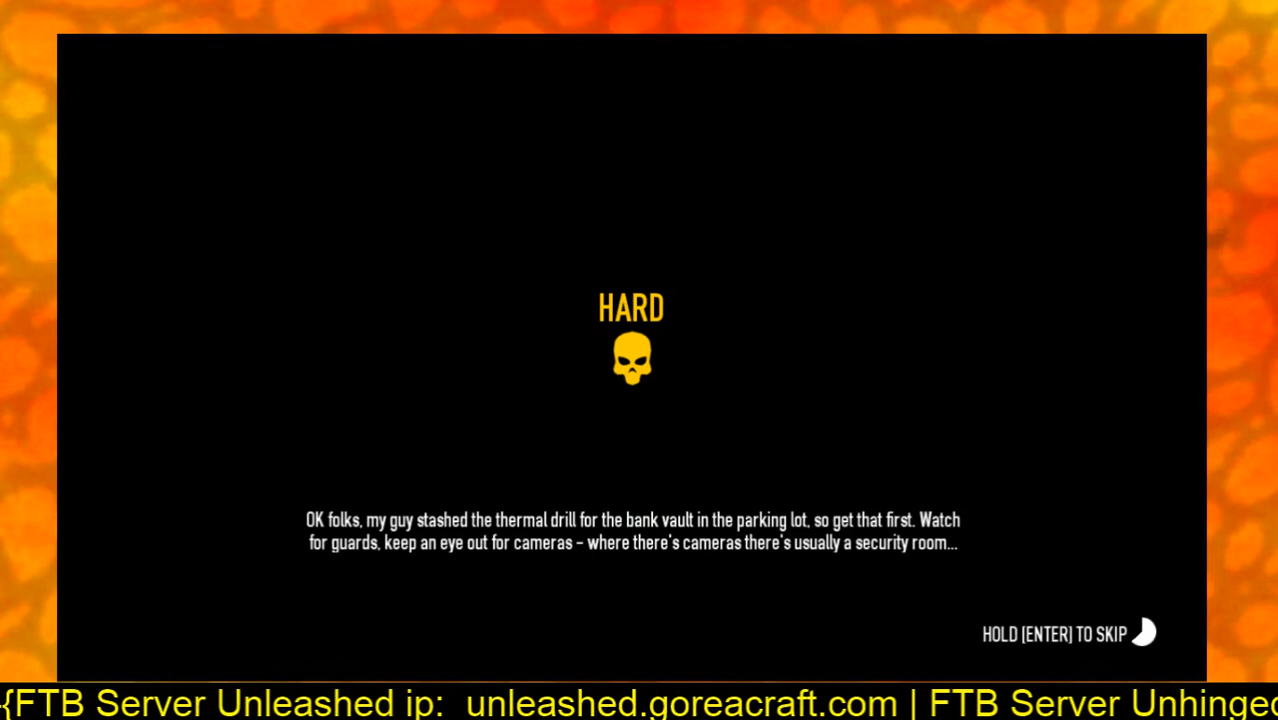 HARD
OK folks, my guy stashed the thermal drill for the bank vault in the parking lot, so get that first. Watch
for guards, keep an eye out for cameras - where there's cameras there's usually a security room...
HOLD [ENTER] TO SKIP
{FTB Server Unleashed ip: unleashed.goreacraft.com | FTB Server Unhinged